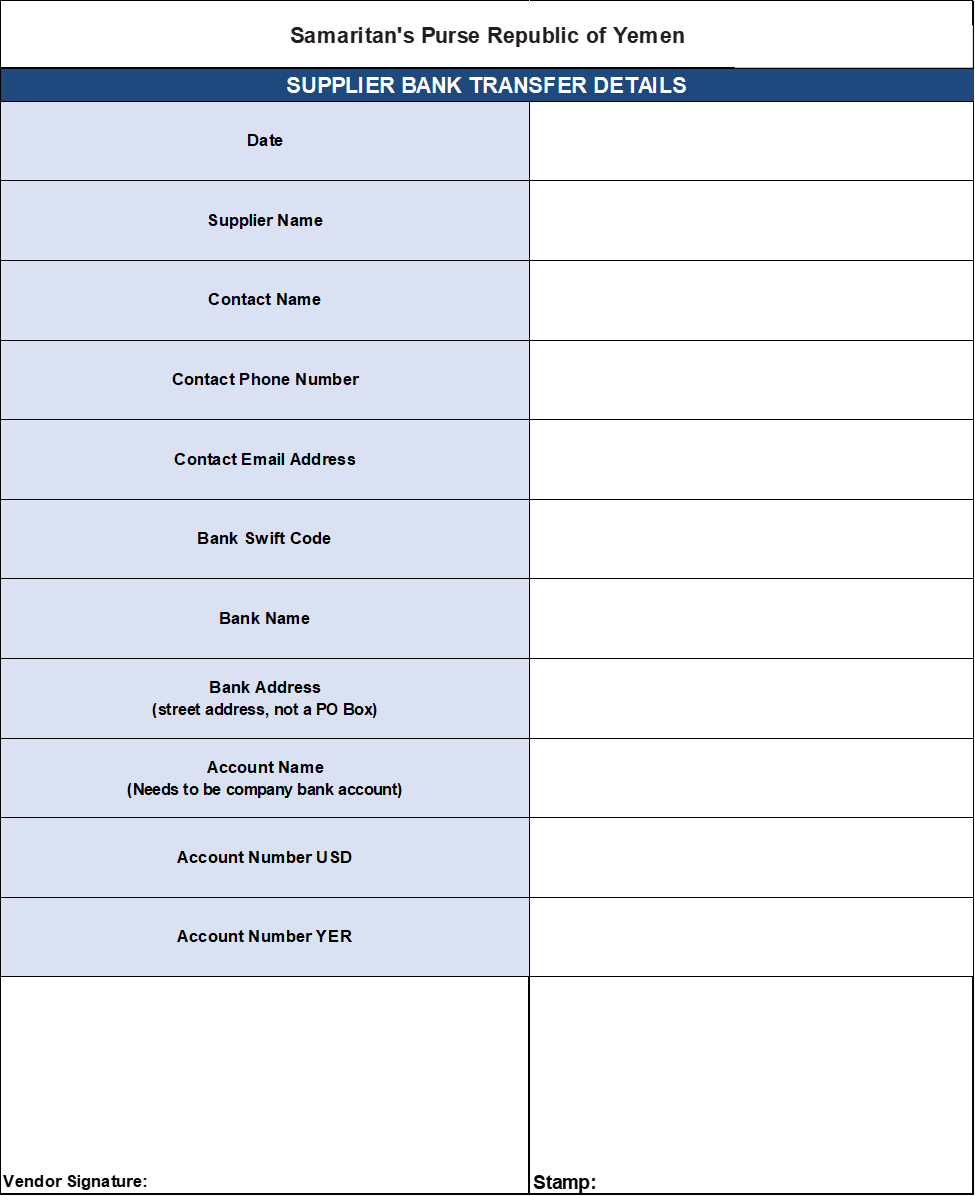 Samaritan's Purse Republic of Yemen
SUPPLIER BANK TRANSFER DETAILS
Date
Supplier Name
Contact Name
Contact Phone Number
Contact Email Address
Bank Swift Code
Bank Name
Bank Address
(street address, not a PO Box)
Account Name
(Needs to be company bank account)
Account Number USD
Account Number YER
Vendor Signature:
Stamp: